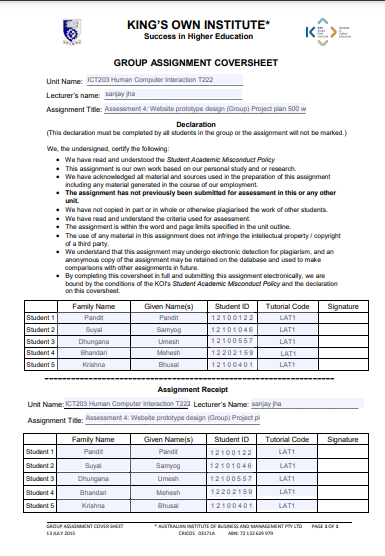 KING'S OWN INSTITUTE*
Success in Higher Education
GROUP ASSIGNMENT COVERSHEET
Unit Name: ICT203 Human Computer Interaction T222
Lecturer's name: sanjay jha
Assignment Title: Assessment 4: Website prototype design (Group) Project plan 500 w
Declaration
(This declaration must be completed by all students in the group or the assignment will not be marked.)
We, the undersigned, certify the following:
• We have read and understood the Student Academic Misconduct Policy
• This assignment is our own work based on our personal study and/or research.
• We have acknowledged all material and sources used in the preparation of this assignment
including any material generated in the course of our employment.
• The assignment has not previously been submitted for assessment in this or any other
unit.
• We have not copied in part or in whole or otherwise plagiarised the work of other students.
• We have read and understand the criteria used for assessment.
• The assignment is within the word and page limits specified in the unit outline.
• The use of any material in this assignment does not infringe the intellectual property / copyright
of a third party.
• We understand that this assignment may undergo electronic detection for plagiarism, and an
anonymous copy of the assignment may be retained on the database and used to make
comparisons with other assignments in future.
• By completing this coversheet in full and submitting this assignment electronically, we are
bound by the conditions of the KOI's Student Academic Misconduct Policy and the declaration
on this coversheet.
Family Name Given Name(s) Student ID Tutorial Code Signature
Student 1 Pandit Pandit 12100122 LAT1
Student 2 Suyal Samyog 12101046 LAT1
Student 3 Dhungana Umesh 12100557 LAT1
Student 4 Bhandari Mehesh 12202159 LAT1
Student 5 Krishna Bhusal 12100401 LAT1
Assignment Receipt
Unit Name: ICT203 Human Computer Interaction T222 Lecturer's Name: sanjay jha
Assignment Title: Assessment 4: Website prototype design (Group) Project pl
Family Name Given Name(s) Student ID Tutorial Code Signature
Student 1 Pandit Pandit 12100122 LAT1
Student 2 Suyal Samyog 12101046 LAT1
Student 3 Dhungana Umesh 12100557 LAT1
Student 4 Bhandari Mehesh 12202159 LAT1
Student 5 Krishna Bhusal 12100401 LAT1
GROUP ASSIGNMENT COVER SHEET * AUSTRALIAN INSTITUTE OF BUSINESS AND MANAGEMENT PTY LTD PAGE 1 OF 1
13 JULY 2015 CRICOS 03171A ABN: 72 132 629 979